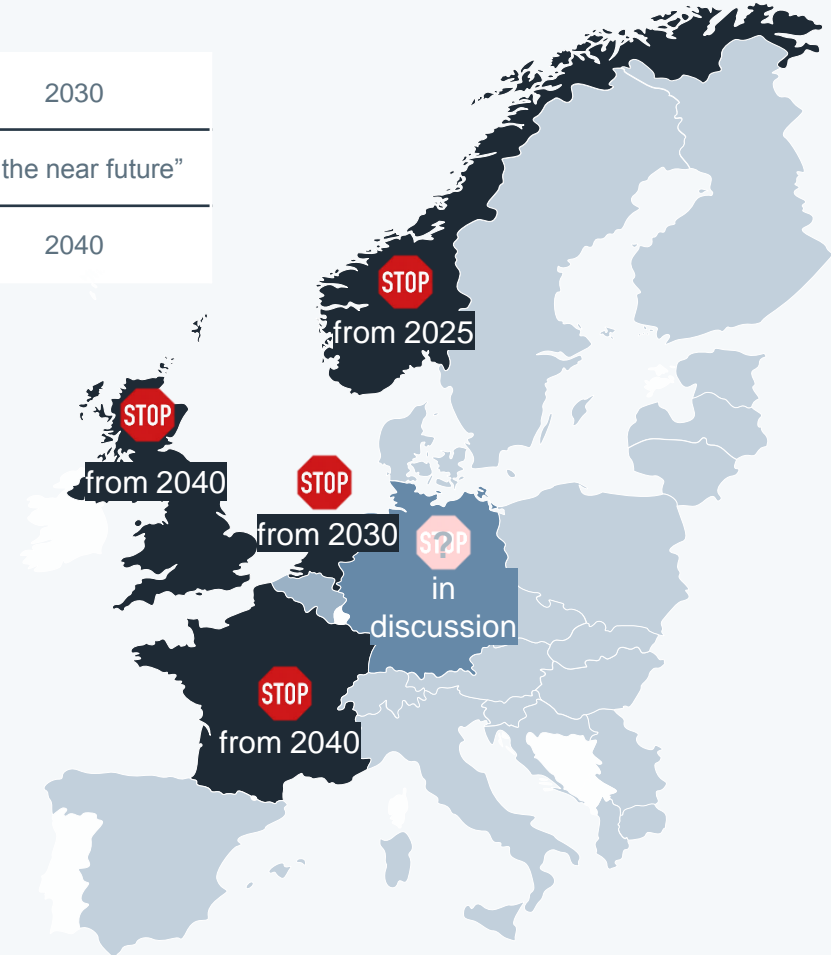 2030
the near future”
2040
STOP
from 2025
STOP
from 2040
STOP
from 2030
STOP
?
in
discussion
STOP
from 2040